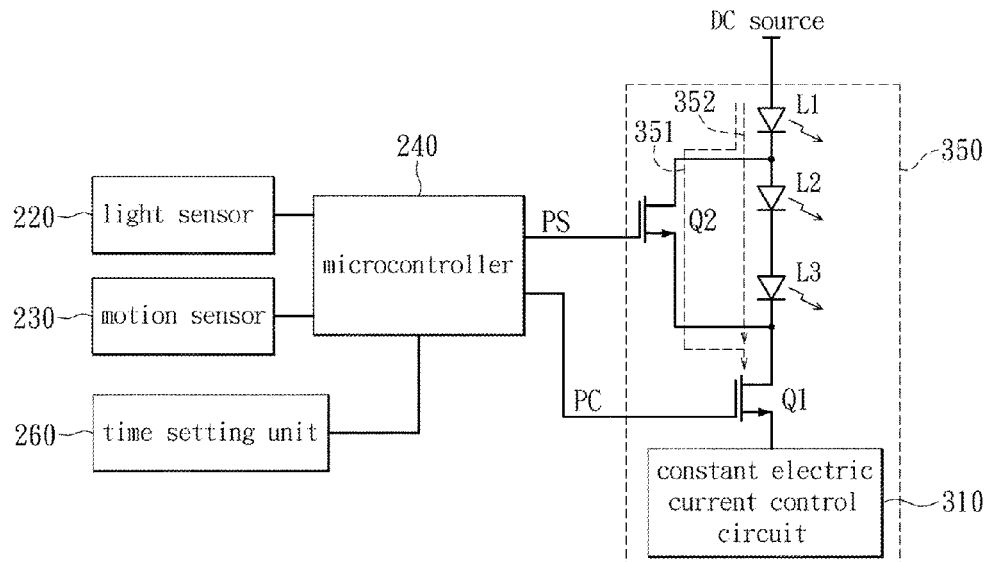 DC source
352
L1
351
240
350
L2
220
light sensor
PS
Q2
microcontroller
L3
230
motion sensor
PC
Q1
260
time setting unit
constant electric
current control
circuit
310